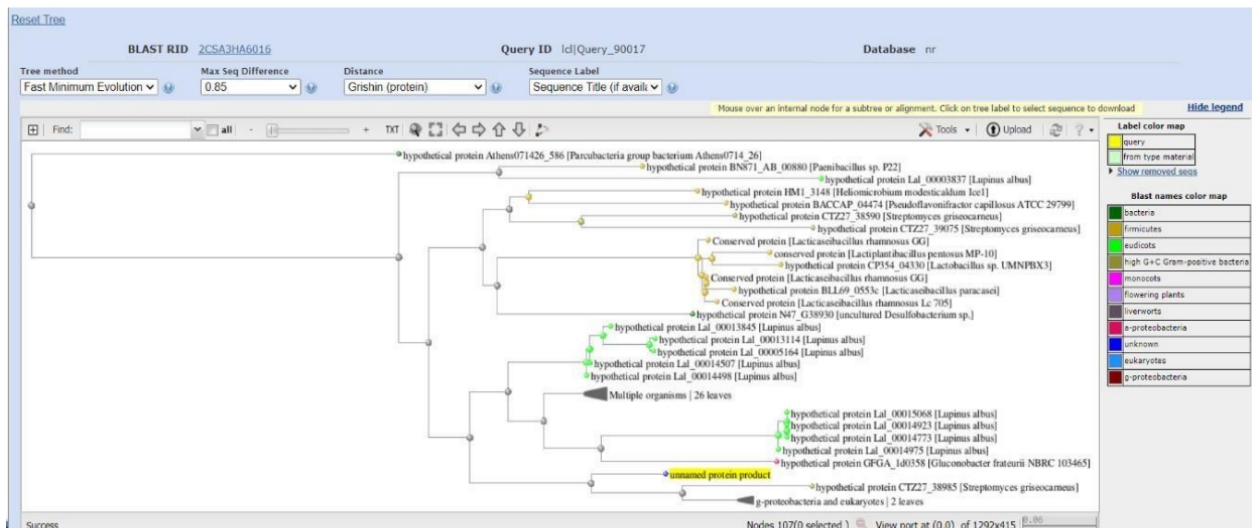 Reset Tree
BLAST RID 2CSA3HA6016 Query ID lcl|Query_90017 Database nr
Tree method Max Seq Difference Distance Sequence Label
Fast Minimum Evolution 0.85 Grishin (protein) Sequence Title (if availa
Mouse over an internal node for a subtree or alignment. Click on tree label to select sequence to download Hide legend
Find: all - + TXT Tools Upload ?
Label color map
query
from type material
Show removed seqs
Blast names color map
bacteria
firmicutes
eudicots
high G+C Gram-positive bacteria
monocots
flowering plants
liverworts
a-proteobacteria
unknown
eukaryotes
g-proteobacteria
hypothetical protein Athens071426_586 [Parcubacteria group bacterium Athens0714_26]
hypothetical protein BN871_AB_00880 [Paenibacillus sp. P22]
hypothetical protein Lal_00003837 [Lupinus albus]
hypothetical protein HM1_3148 [Heliomicrobium modesticaldum Ice1]
hypothetical protein BACCAP_04474 [Pseudoflavonifractor capillosus ATCC 29799]
hypothetical protein CTZ27_38590 [Streptomyces griseocarneus]
hypothetical protein CTZ27_39075 [Streptomyces griseocarneus]
Conserved protein [Lacticaseibacillus rhamnosus GG]
conserved protein [Lactiplantibacillus pentosus MP-10]
hypothetical protein CP354_04330 [Lactobacillus sp. UMNPBX3]
Conserved protein [Lacticaseibacillus rhamnosus GG]
hypothetical protein BLL69_0553c [Lacticaseibacillus paracasei]
Conserved protein [Lacticaseibacillus rhamnosus Lc 705]
hypothetical protein N47_G38930 [uncultured Desulfobacterium sp.]
hypothetical protein Lal_00013845 [Lupinus albus]
hypothetical protein Lal_00013114 [Lupinus albus]
hypothetical protein Lal_00005164 [Lupinus albus]
hypothetical protein Lal_00014507 [Lupinus albus]
hypothetical protein Lal_00014498 [Lupinus albus]
Multiple organisms | 26 leaves
hypothetical protein Lal_00015068 [Lupinus albus]
hypothetical protein Lal_00014923 [Lupinus albus]
hypothetical protein Lal_00014773 [Lupinus albus]
hypothetical protein Lal_00014975 [Lupinus albus]
hypothetical protein GFGA_1d0358 [Gluconobacter frateurii NBRC 103465]
unnamed protein product
hypothetical protein CTZ27_38985 [Streptomyces griseocarneus]
g-proteobacteria and eukaryotes | 2 leaves
Success Nodes 107(0 selected) View port at (0,0) of 1292x415 0.06